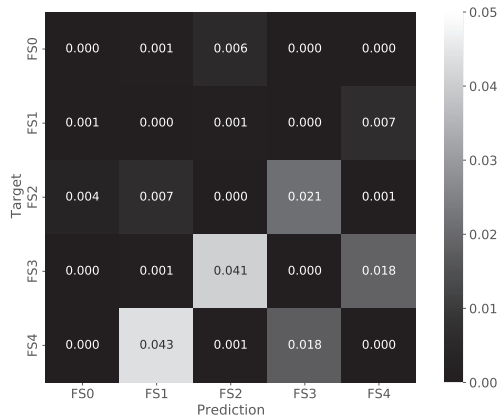 0.05
FS0 0.000 0.001 0.006 0.000 0.000
0.04
FS1 0.001 0.000 0.001 0.000 0.007
0.03
Target
FS2 0.004 0.007 0.000 0.021 0.001
0.02
FS3 0.000 0.001 0.041 0.000 0.018
0.01
FS4 0.000 0.043 0.001 0.018 0.000
0.00
FS0 FS1 FS2 FS3 FS4
Prediction